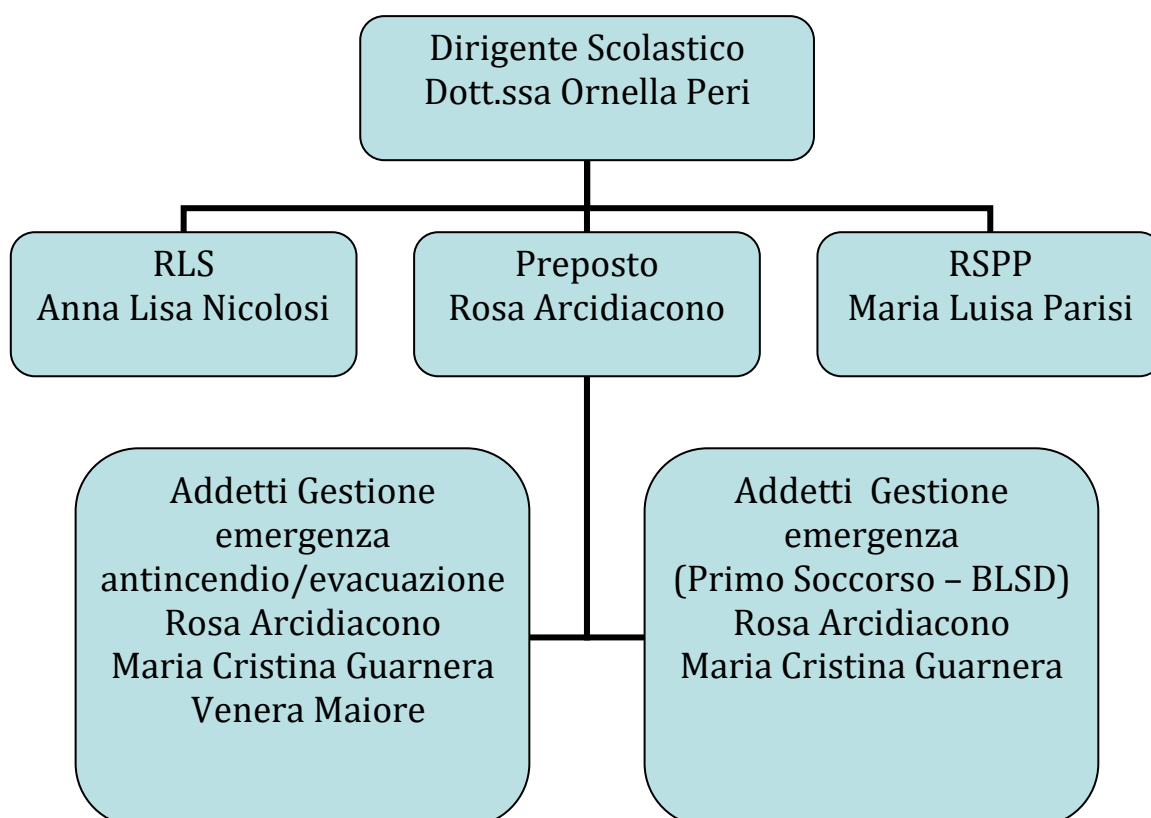 Dirigente Scolastico
Dott.ssa Ornella Peri
RLS
Anna Lisa Nicolosi
Preposto
Rosa Arcidiacono
RSPP
Maria Luisa Parisi
Addetti Gestione
emergenza
antincendio/evacuazione
Rosa Arcidiacono
Maria Cristina Guarnera
Venera Maiore
Addetti Gestione
emergenza
(Primo Soccorso – BLSD)
Rosa Arcidiacono
Maria Cristina Guarnera